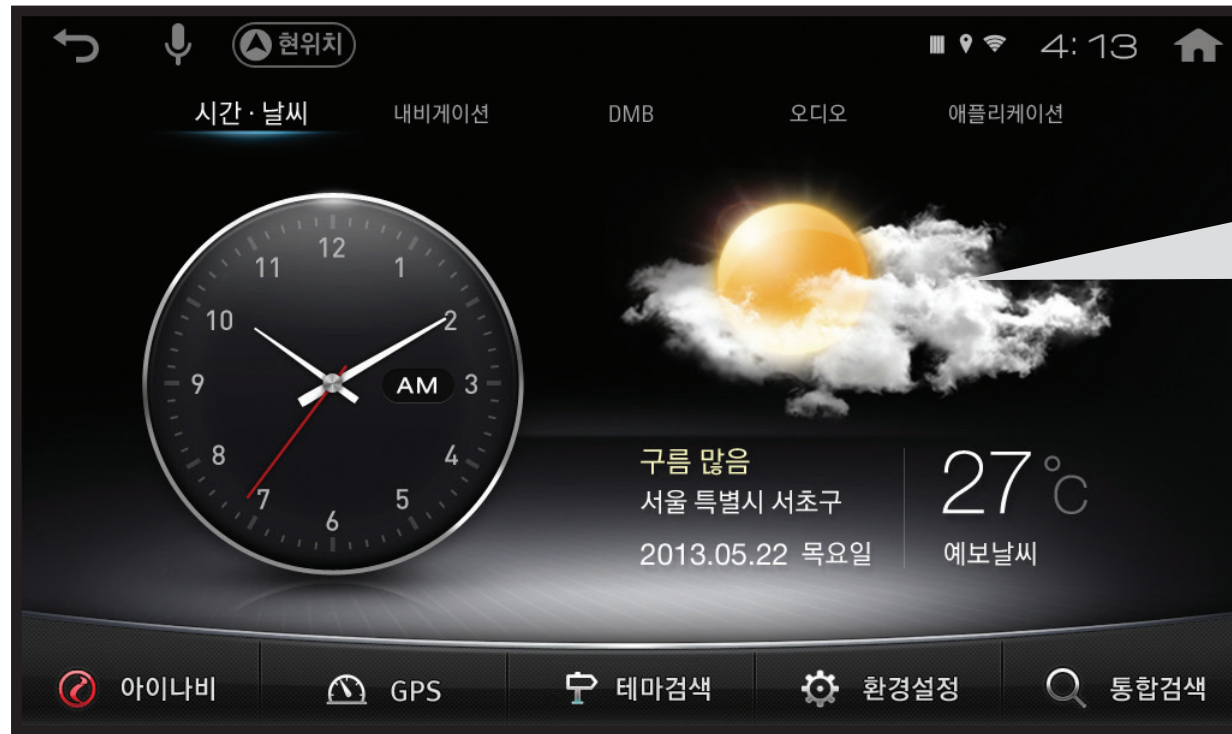 현위치
4:13
시간 · 날씨
내비게이션
DMB
오디오
애플리케이션
12
1
2
3
4
5
6
7
8
9
10
11
AM
구름 많음
서울 특별시 서초구
2013.05.22 목요일
27°C
예보날씨
아이나비
GPS
테마검색
환경설정
통합검색